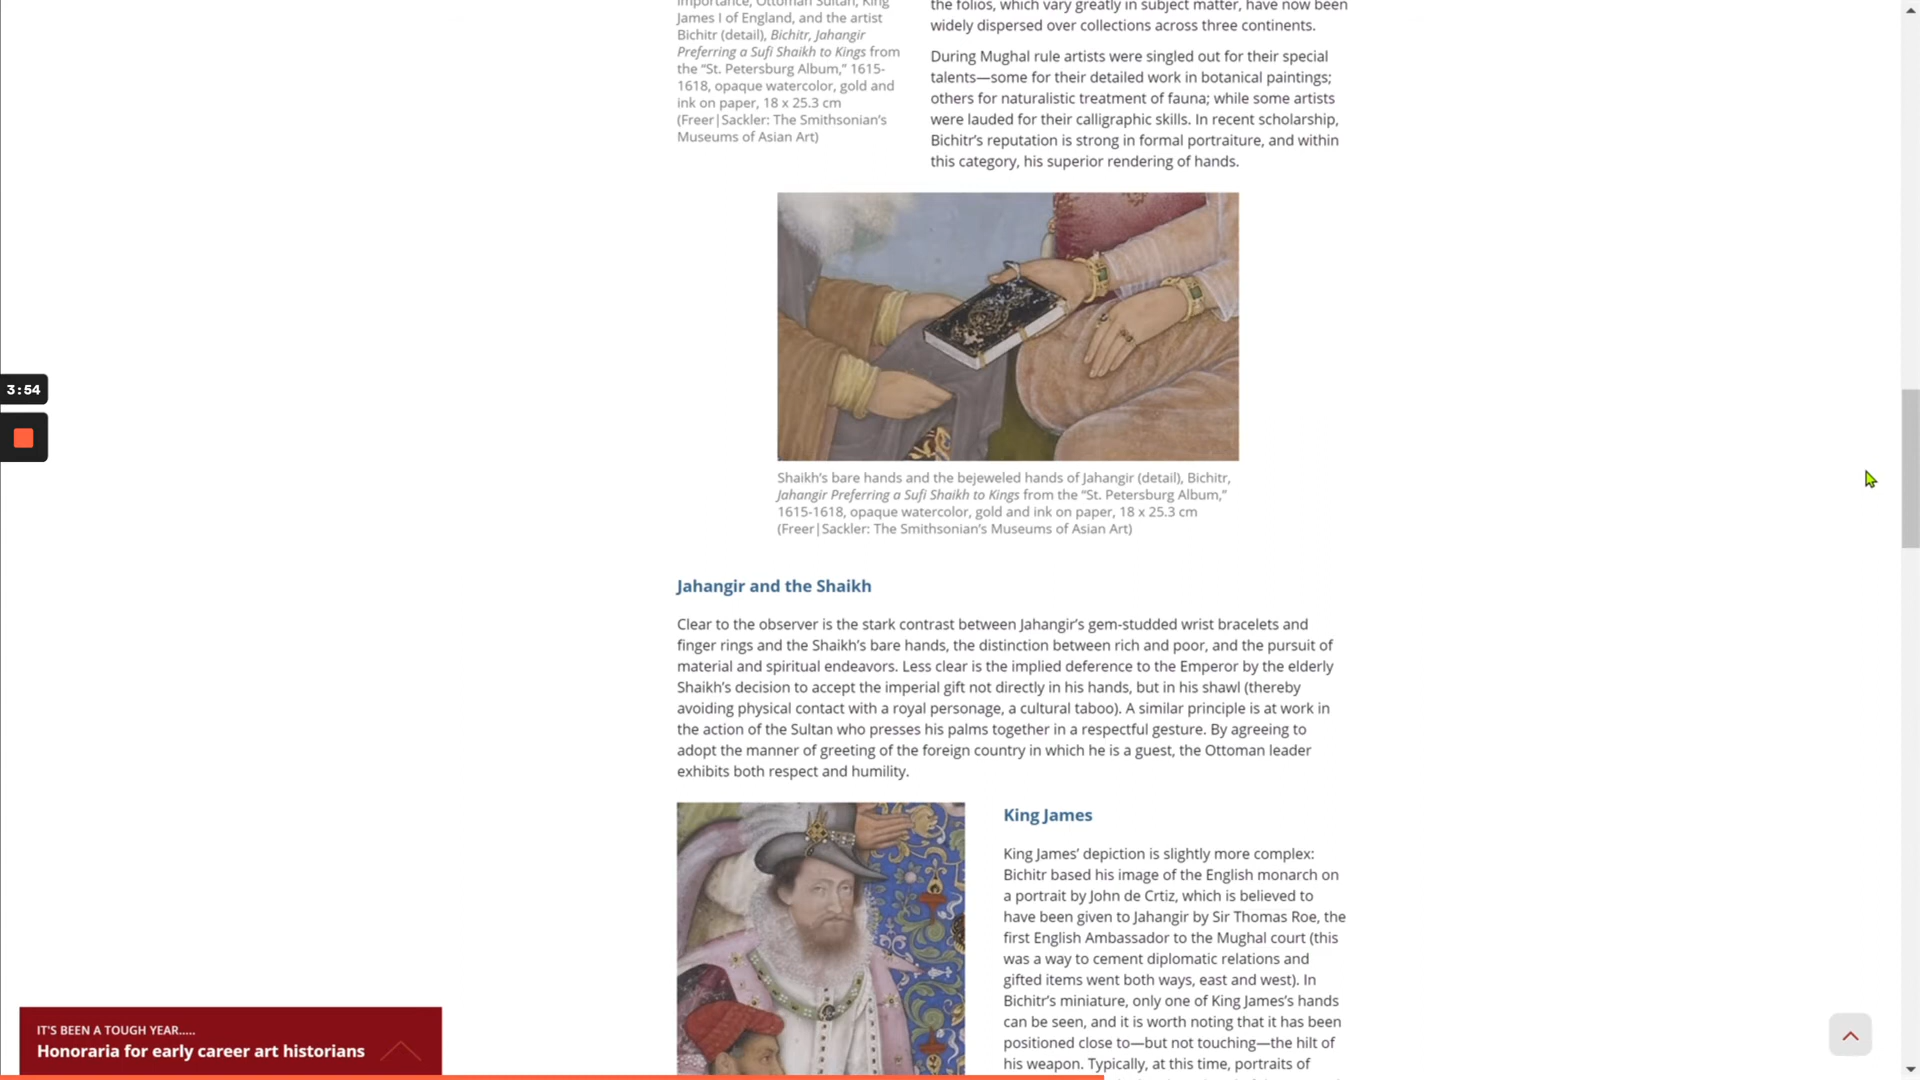 importance, Ottoman Sultan, King
James I of England, and the artist
Bichitr (detail), Bichitr, Jahangir
Preferring a Sufi Shaikh to Kings from
the “St. Petersburg Album,” 1615-
1618, opaque watercolor, gold and
ink on paper, 18 x 25.3 cm
(Freer|Sackler: The Smithsonian’s
Museums of Asian Art)
the folios, which vary greatly in subject matter, have now been
widely dispersed over collections across three continents.
During Mughal rule artists were singled out for their special
talents—some for their detailed work in botanical paintings;
others for naturalistic treatment of fauna; while some artists
were lauded for their calligraphic skills. In recent scholarship,
Bichitr’s reputation is strong in formal portraiture, and within
this category, his superior rendering of hands.
Shaikh’s bare hands and the bejeweled hands of Jahangir (detail), Bichitr,
Jahangir Preferring a Sufi Shaikh to Kings from the “St. Petersburg Album,”
1615-1618, opaque watercolor, gold and ink on paper, 18 x 25.3 cm
(Freer|Sackler: The Smithsonian’s Museums of Asian Art)
3:54
Jahangir and the Shaikh
Clear to the observer is the stark contrast between Jahangir’s gem-studded wrist bracelets and
finger rings and the Shaikh’s bare hands, the distinction between rich and poor, and the pursuit of
material and spiritual endeavors. Less clear is the implied deference to the Emperor by the elderly
Shaikh’s decision to accept the imperial gift not directly in his hands, but in his shawl (thereby
avoiding physical contact with a royal personage, a cultural taboo). A similar principle is at work in
the action of the Sultan who presses his palms together in a respectful gesture. By agreeing to
adopt the manner of greeting of the foreign country in which he is a guest, the Ottoman leader
exhibits both respect and humility.
King James
King James’ depiction is slightly more complex:
Bichitr based his image of the English monarch on
a portrait by John de Crtiz, which is believed to
have been given to Jahangir by Sir Thomas Roe, the
first English Ambassador to the Mughal court (this
was a way to cement diplomatic relations and
gifted items went both ways, east and west). In
Bichitr’s miniature, only one of King James’s hands
can be seen, and it is worth noting that it has been
positioned close to—but not touching—the hilt of
his weapon. Typically, at this time, portraits of
IT'S BEEN A TOUGH YEAR.....
Honoraria for early career art historians